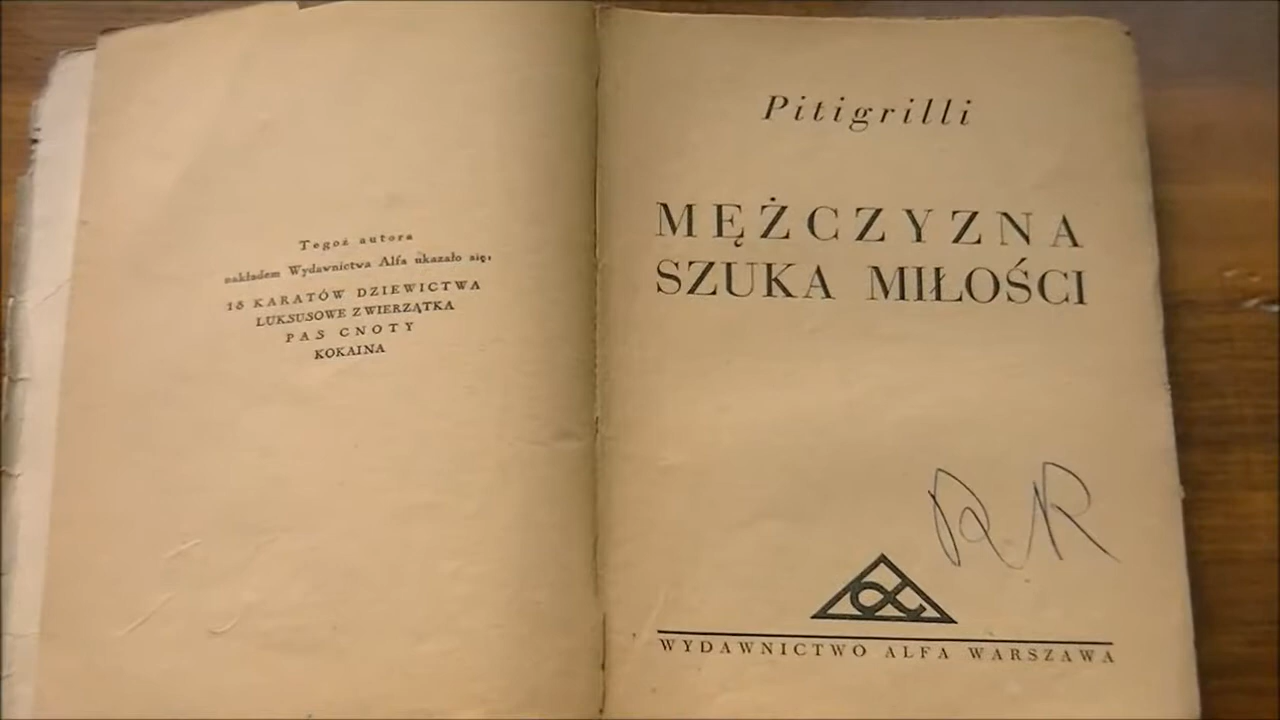 Tegoż autora
nakładem Wydawnictwa Alfa ukazało się:
18 KARATÓW DZIEWICTWA
LUKSUSOWE ZWIERZĄTKA
PAS CNOTY
KOKAINA
Pitigrilli
MĘŻCZYZNA
SZUKA MIŁOŚCI
RR
WYDAWNICTWO ALFA WARSZAWA